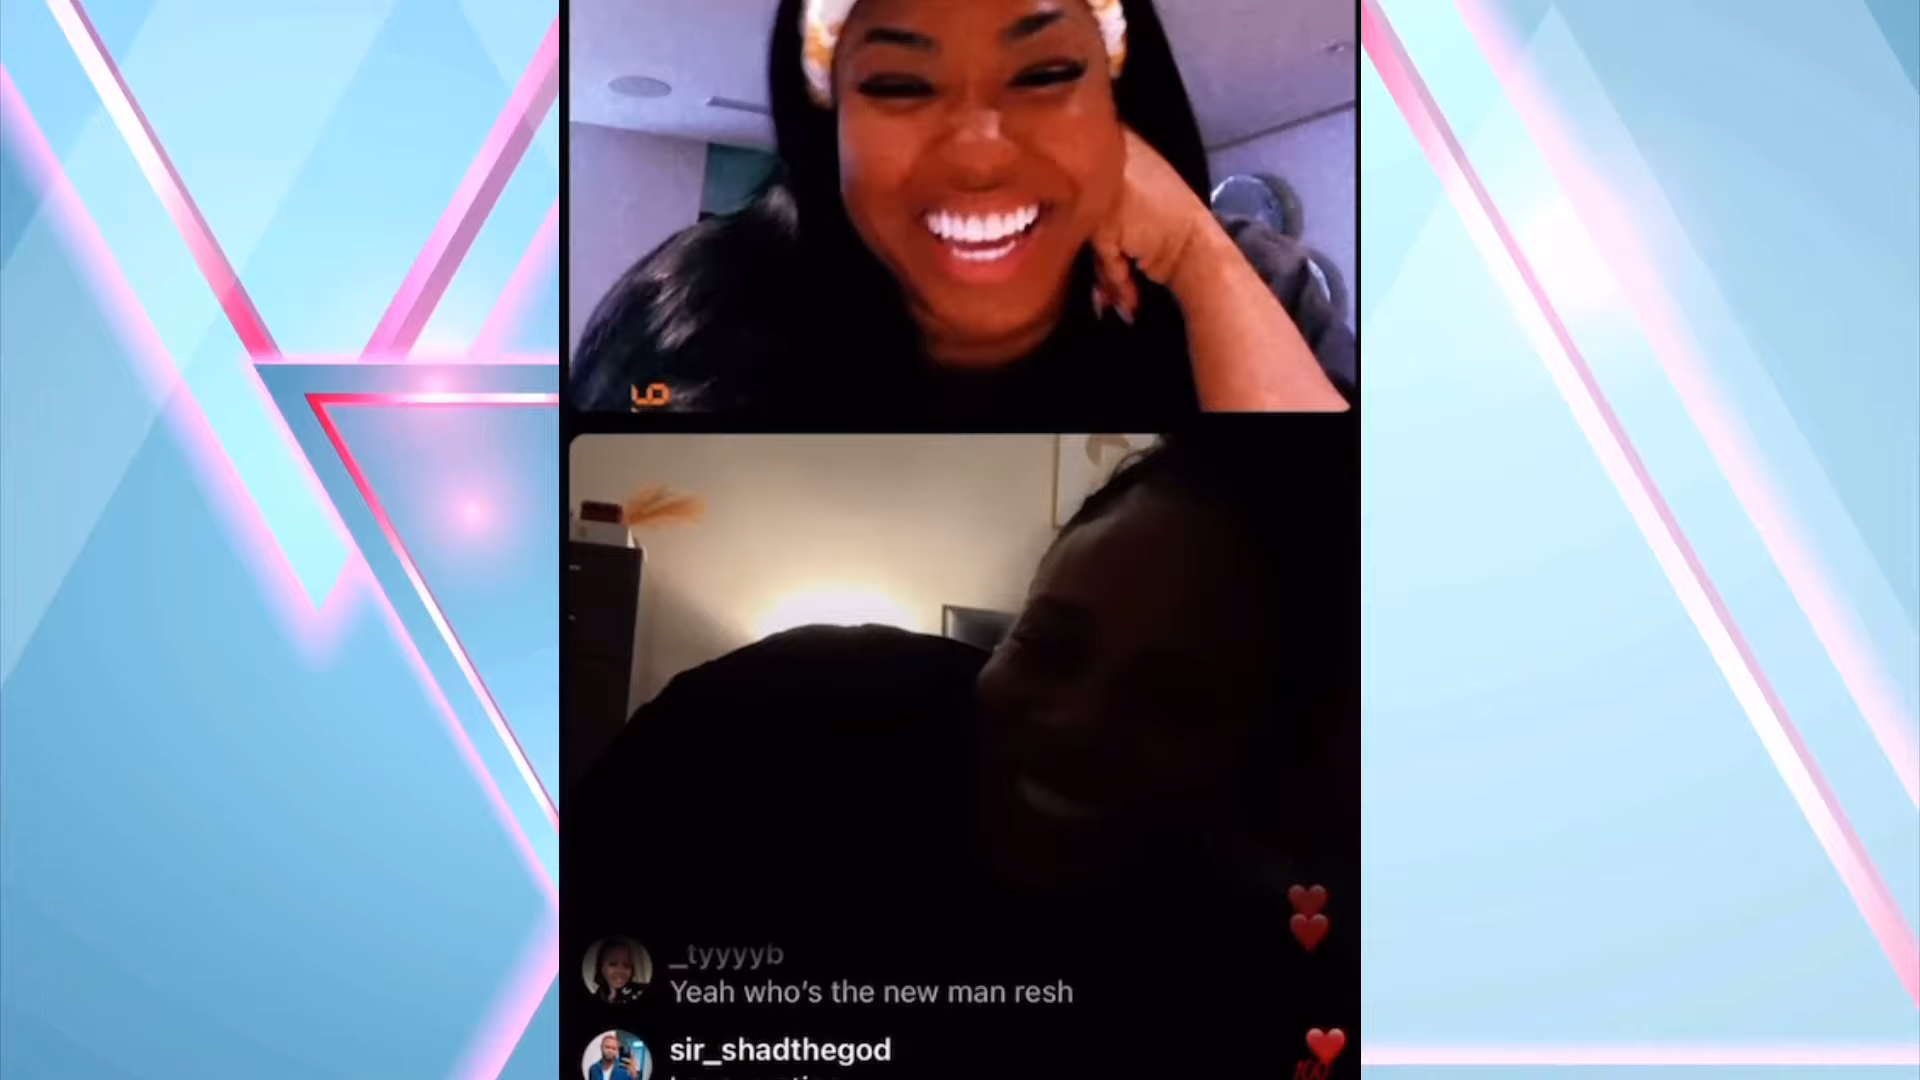 _tyyyyb
Yeah who's the new man resh
sir_shadthegod